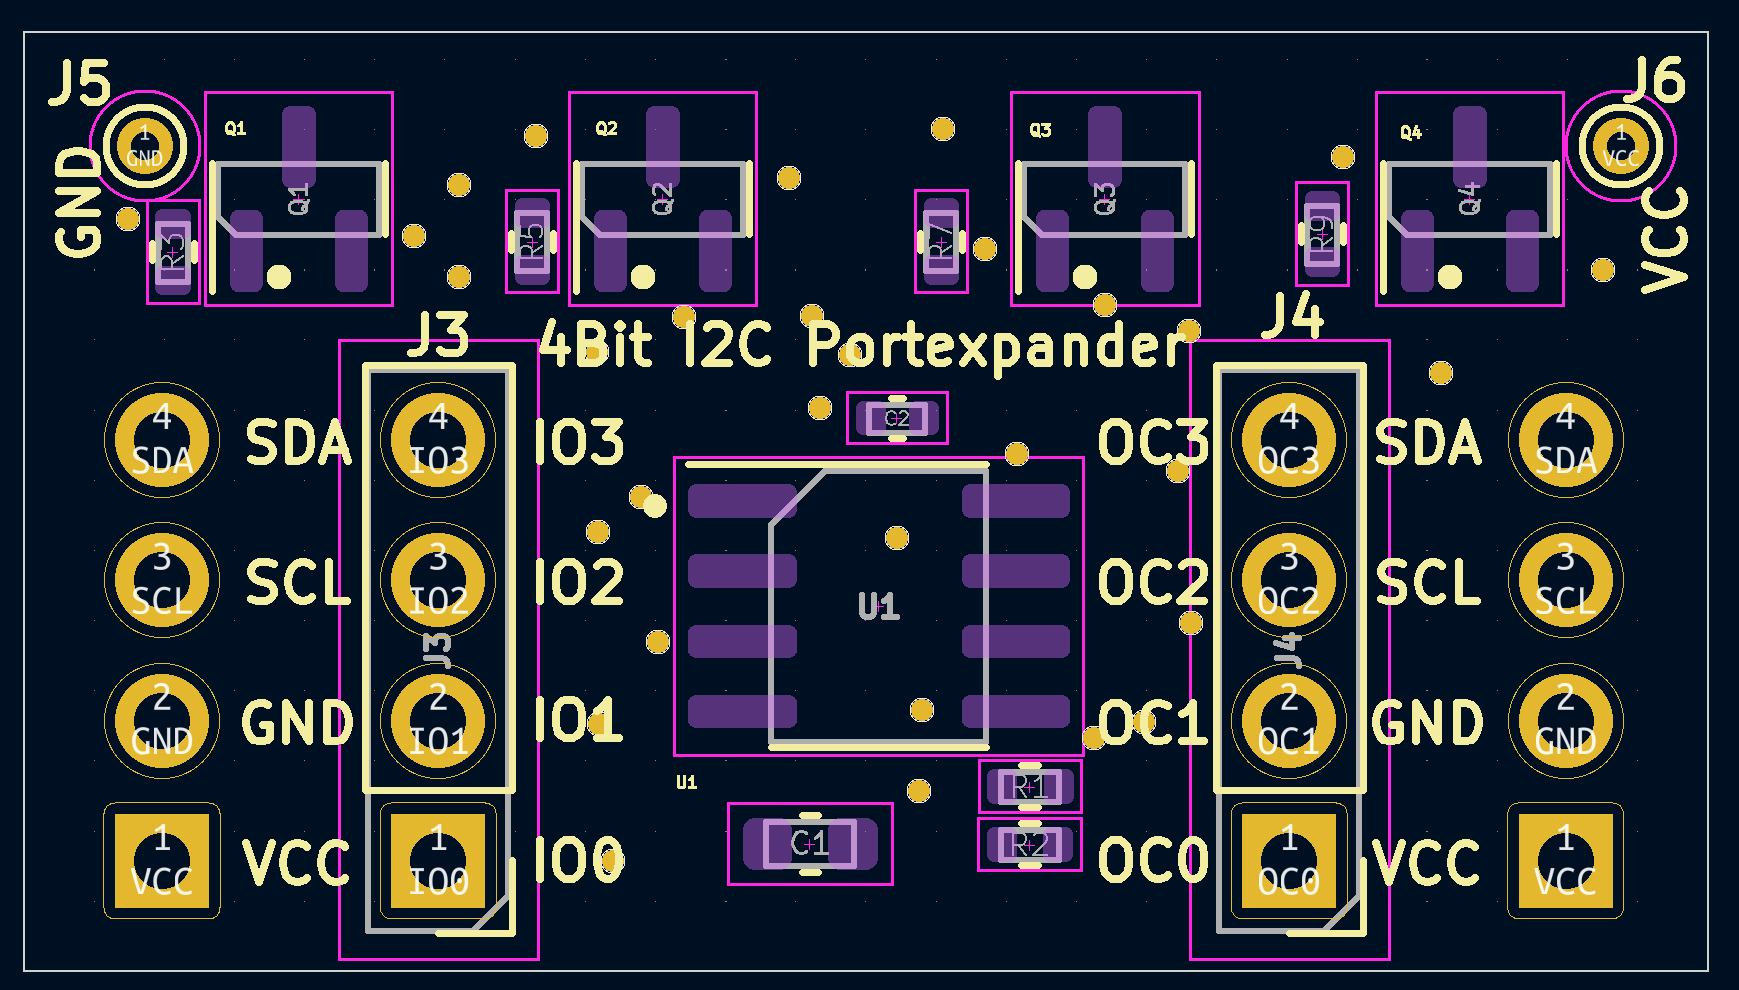 J5
J6
1
GND
GND
Q1
Q1
Q2
Q2
Q3
Q3
Q4
Q4
1
VCC
VCC
R3
R5
R7
R9
J3
4Bit I2C Portexpander
J4
C2
4
SDA
SDA
4
IO3
IO3
OC3
4
OC3
SDA
4
SDA
3
SCL
SCL
3
IO2
IO2
U1
OC2
3
OC2
SCL
3
SCL
J3
J4
2
GND
GND
2
IO1
IO1
OC1
2
OC1
GND
2
GND
U1
R1
1
VCC
VCC
1
IO0
IO0
C1
R2
OC0
1
OC0
VCC
1
VCC